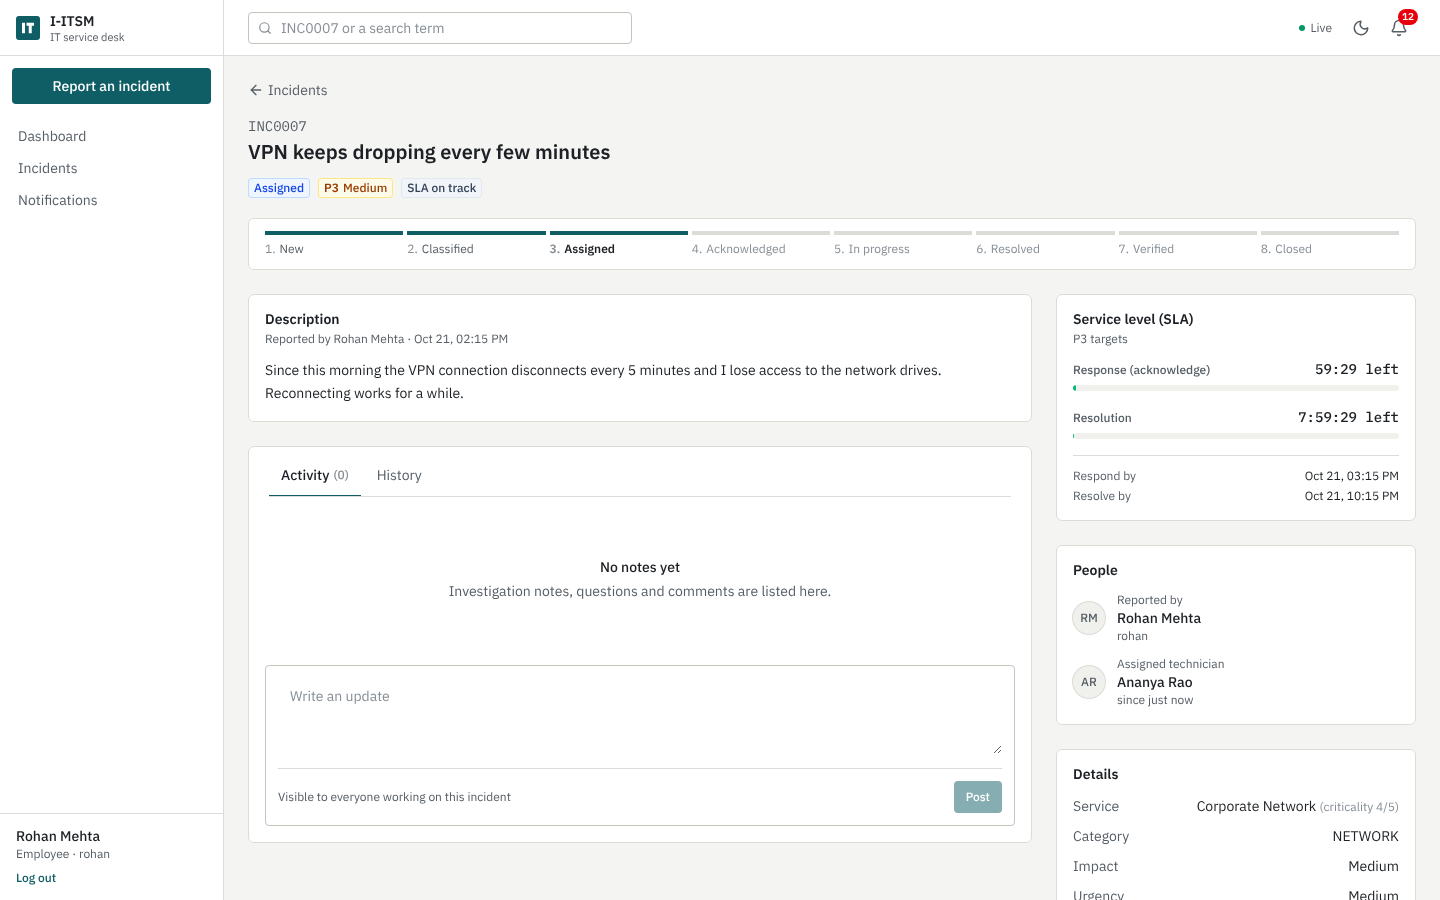 IT
I-ITSM
IT service desk
INC0007 or a search term
Live
12
Report an incident
Dashboard
Incidents
Notifications
Incidents
INC0007
VPN keeps dropping every few minutes
Assigned
P3 Medium
SLA on track
1. New
2. Classified
3. Assigned
4. Acknowledged
5. In progress
6. Resolved
7. Verified
8. Closed
Description
Reported by Rohan Mehta · Oct 21, 02:15 PM
Since this morning the VPN connection disconnects every 5 minutes and I lose access to the network drives.
Reconnecting works for a while.
Activity (0)
History
No notes yet
Investigation notes, questions and comments are listed here.
Write an update
Visible to everyone working on this incident
Post
Service level (SLA)
P3 targets
Response (acknowledge) 59:29 left
Resolution 7:59:29 left
Respond by Oct 21, 03:15 PM
Resolve by Oct 21, 10:15 PM
People
RM
Reported by
Rohan Mehta
rohan
AR
Assigned technician
Ananya Rao
since just now
Details
Service Corporate Network (criticality 4/5)
Category NETWORK
Impact Medium
Urgency Medium
Rohan Mehta
Employee · rohan
Log out